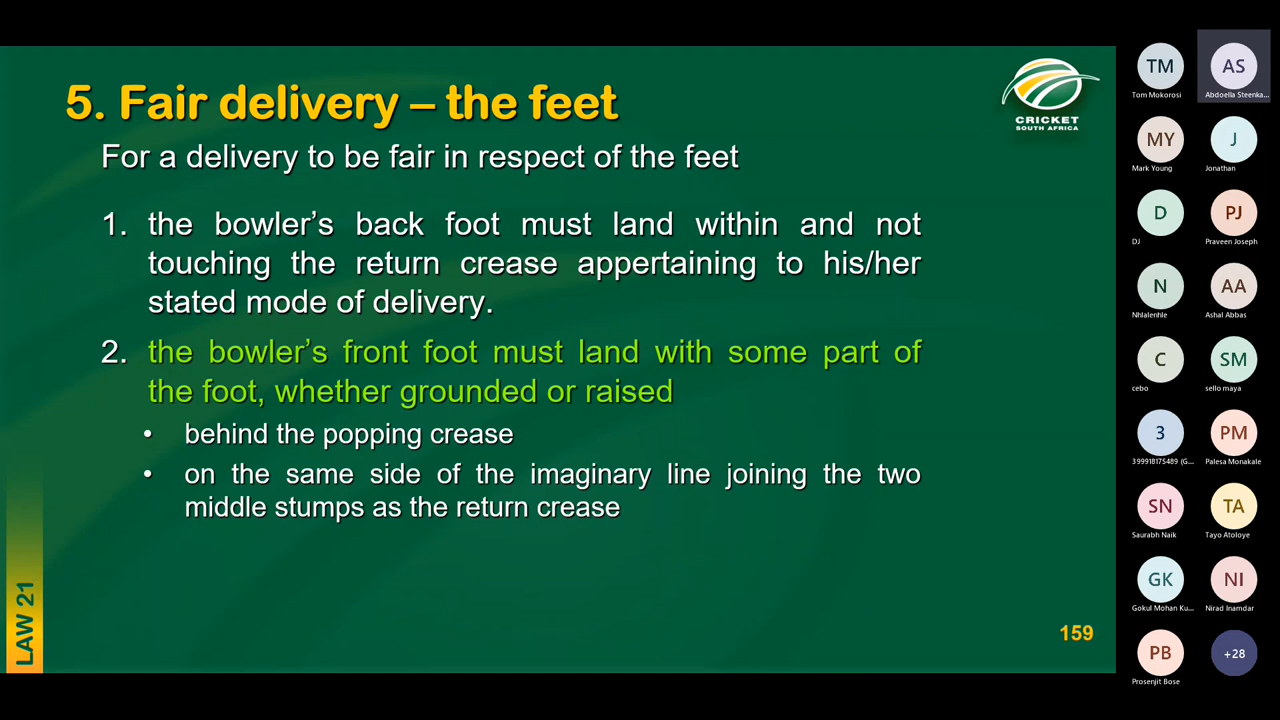 5. Fair delivery – the feet
CRICKET
SOUTH AFRICA
For a delivery to be fair in respect of the feet
1. the bowler's back foot must land within and not
touching the return crease appertaining to his/her
stated mode of delivery.
2. the bowler's front foot must land with some part of
the foot, whether grounded or raised
• behind the popping crease
• on the same side of the imaginary line joining the two
middle stumps as the return crease
LAW 21
159
TM
Tom Mokorosi
AS
Abdoella Steenka...
MY
Mark Young
J
Jonathan
D
DJ
PJ
Praveen Joseph
N
Nhlalenhle
AA
Ashal Abbas
C
cebo
SM
sello maya
3
399918175489 (G...
PM
Palesa Monakale
SN
Saurabh Naik
TA
Tayo Atoloye
GK
Gokul Mohan Ku...
NI
Nirad Inamdar
PB
Prosenjit Bose
+28